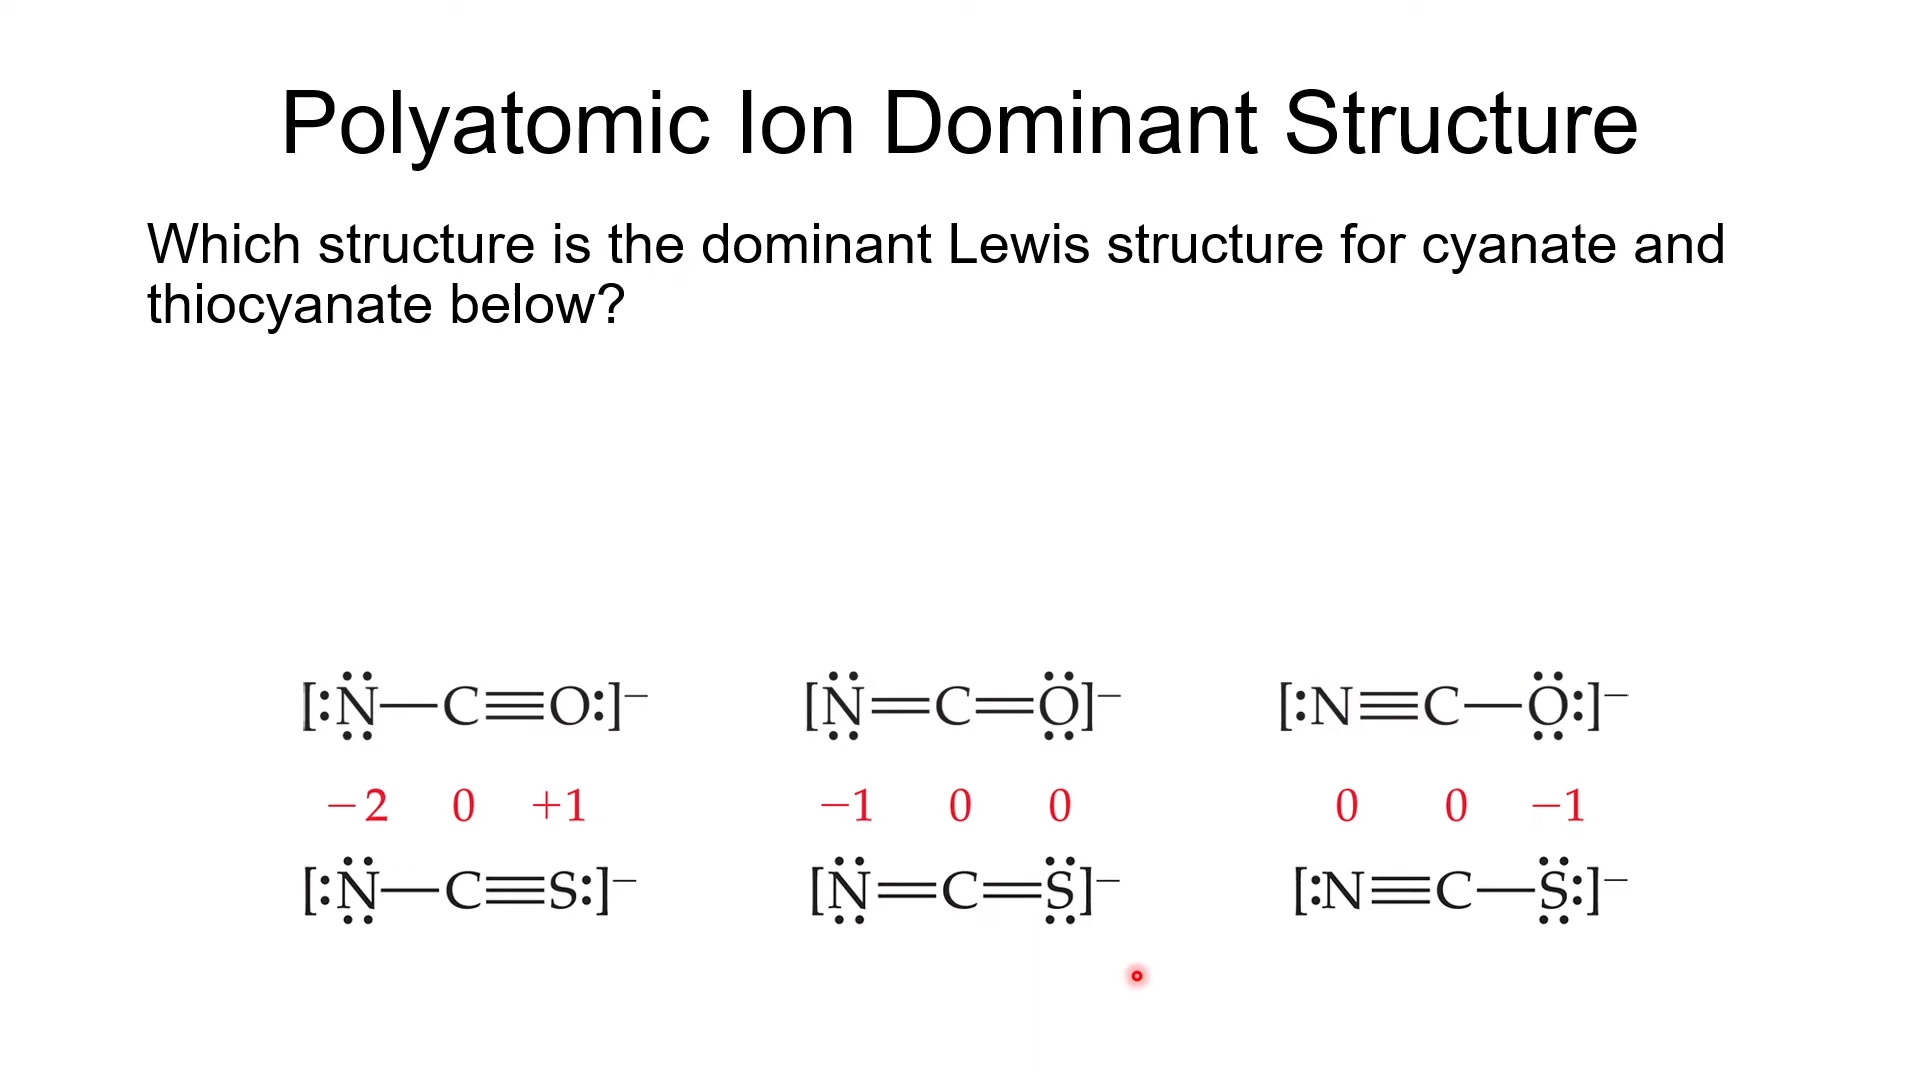 Polyatomic Ion Dominant Structure
Which structure is the dominant Lewis structure for cyanate and
thiocyanate below?
[:N̤̈—C≡O:]⁻ [N̤̈=C=Ö̤]⁻ [:N≡C—Ö̤:]⁻
−2 0 +1 −1 0 0 0 0 −1
[:N̤̈—C≡S:]⁻ [N̤̈=C=S̤̈]⁻ [:N≡C—S̤̈:]⁻